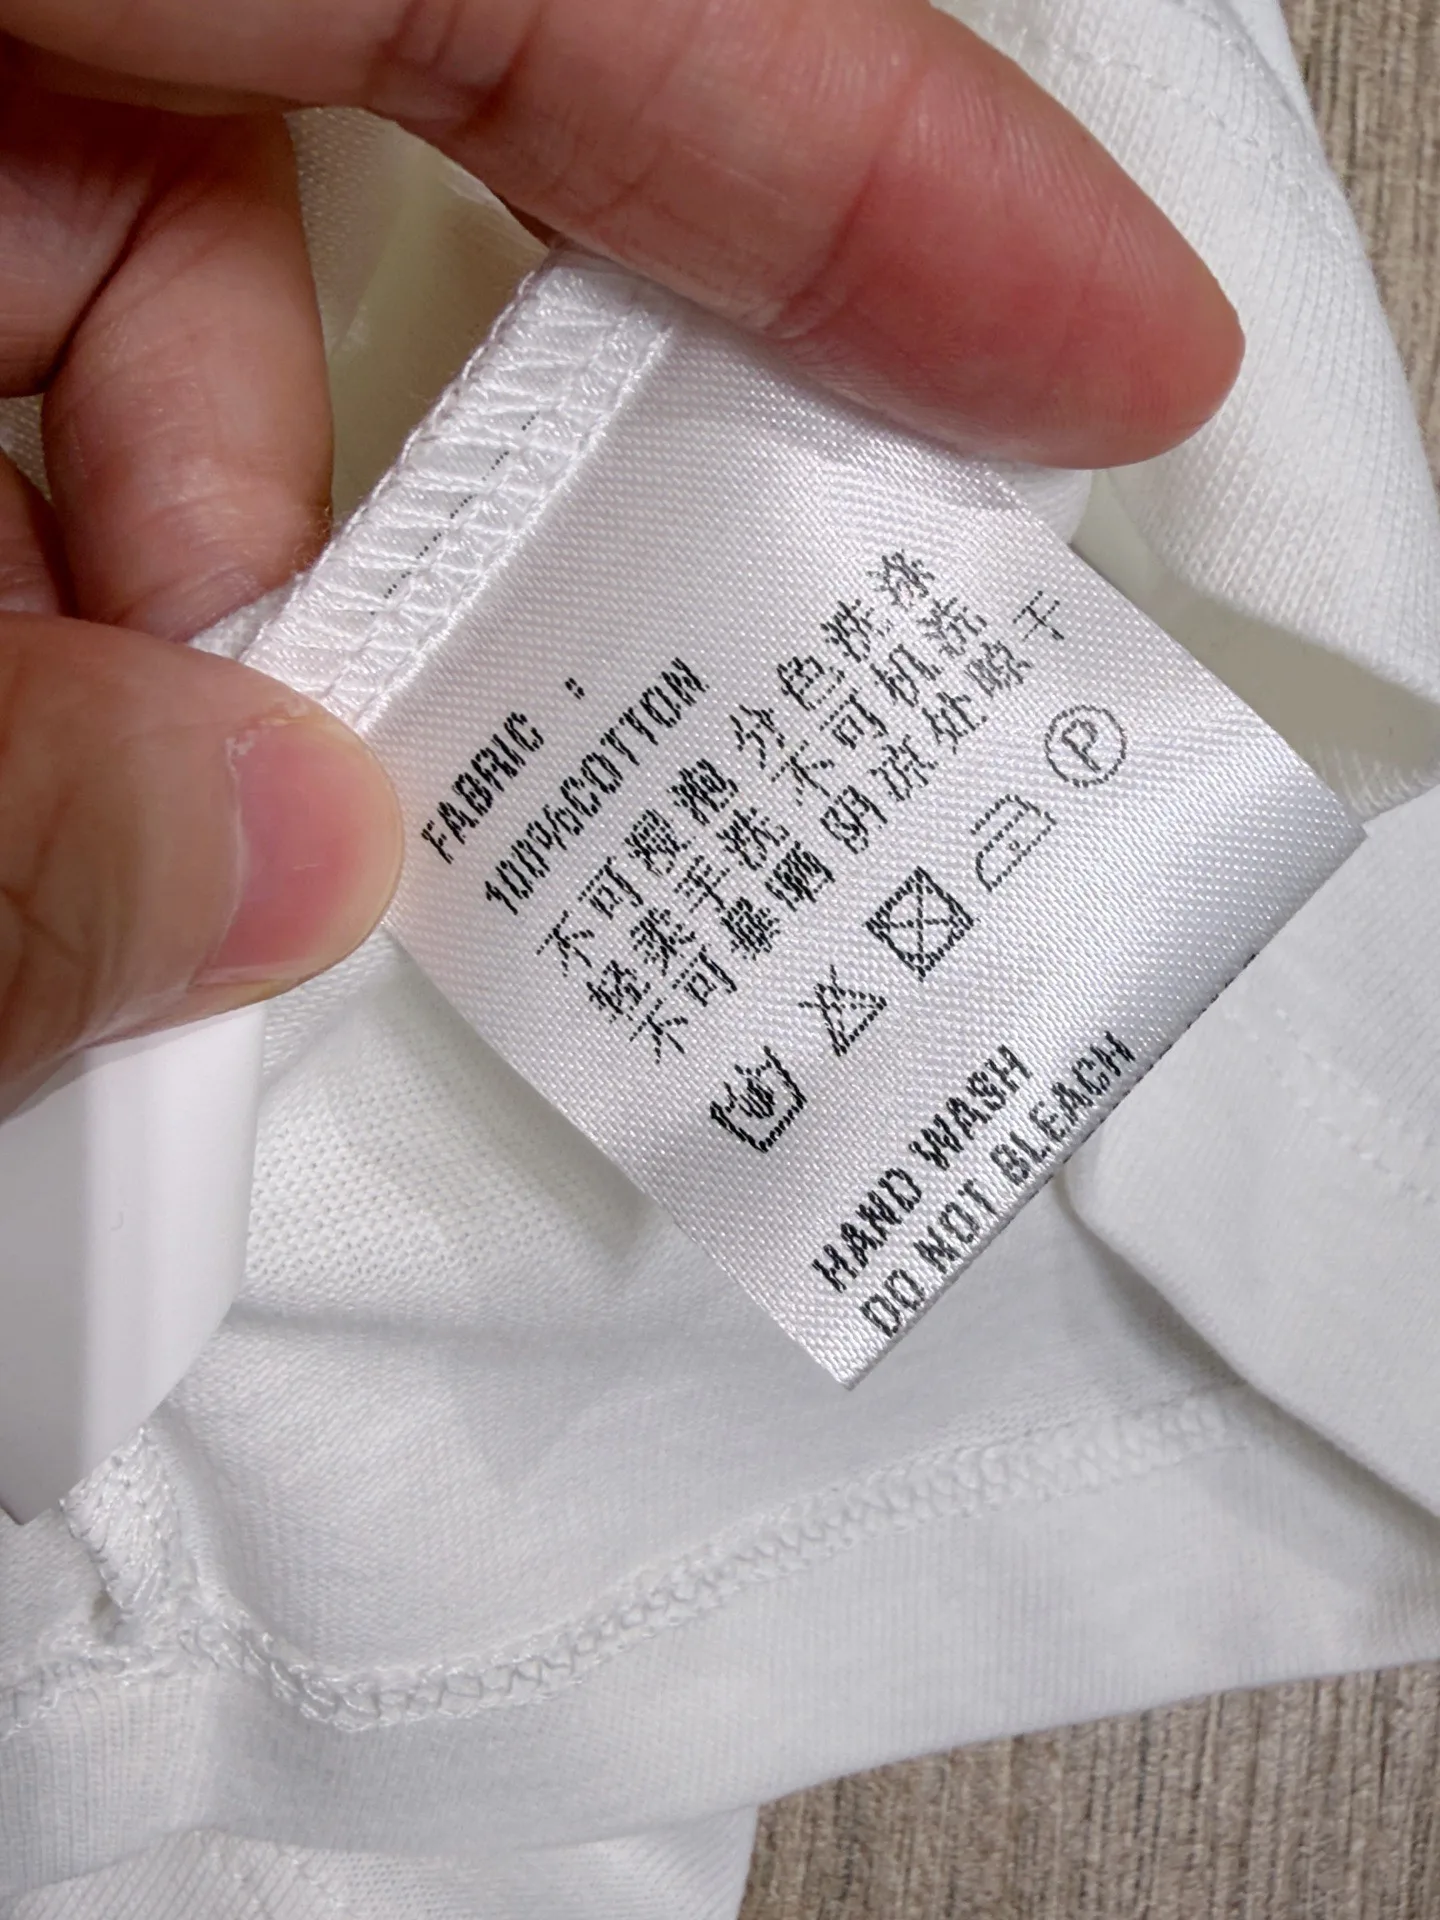 FABRIC :
100%COTTON
不可浸泡 分色洗涤
轻柔手洗 不可机洗
不可暴晒 阴凉处晾干
P
HAND WASH
DO NOT BLEACH